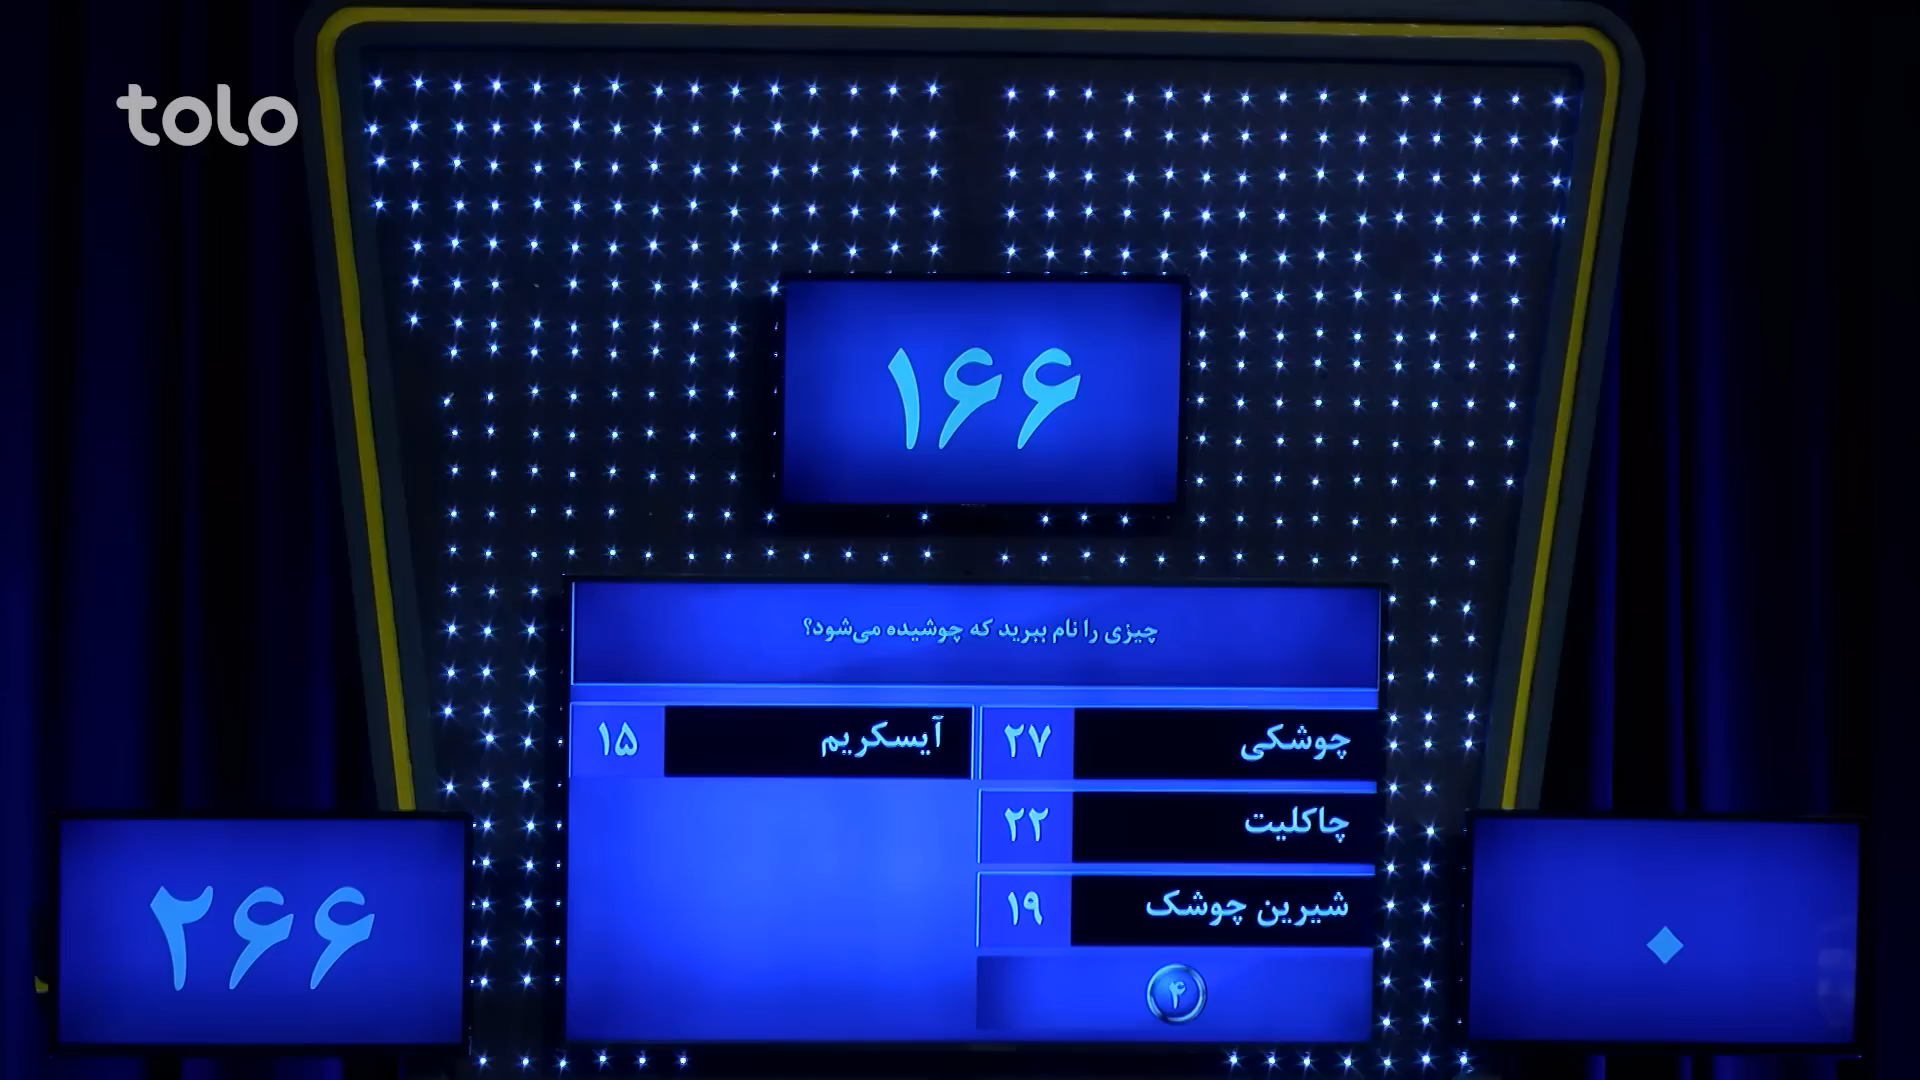 tolo
۱۶۶
چیزی را نام ببرید که چوشیده می‌شود؟
چوشکی ۲۷
چاکلیت ۲۲
شیرین چوشک ۱۹
۴
آیسکریم ۱۵
۲۶۶
۰